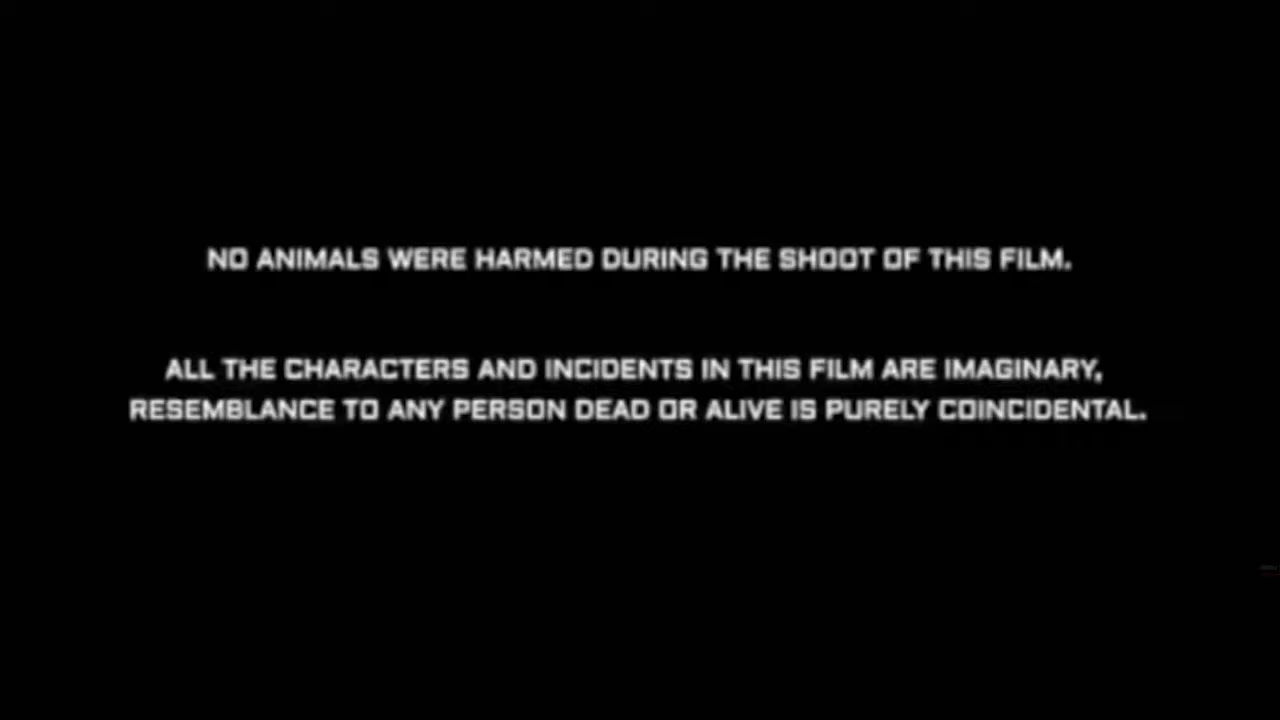 NO ANIMALS WERE HARMED DURING THE SHOOT OF THIS FILM.
ALL THE CHARACTERS AND INCIDENTS IN THIS FILM ARE IMAGINARY,
RESEMBLANCE TO ANY PERSON DEAD OR ALIVE IS PURELY COINCIDENTAL.